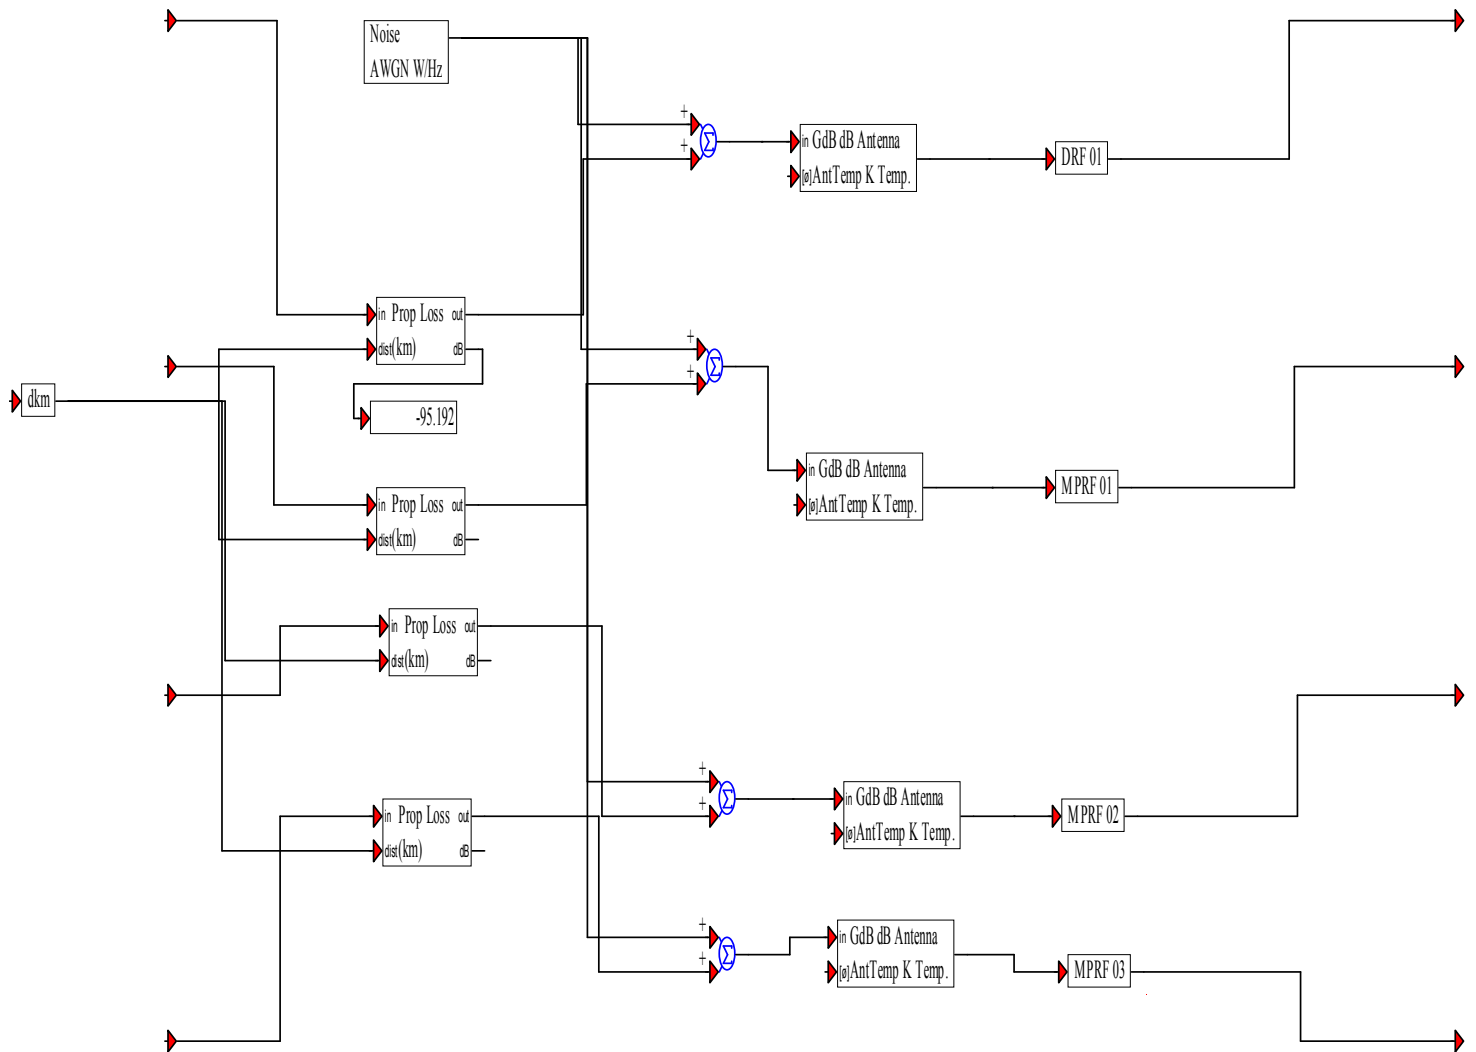 Noise
AWGN W/Hz
+
+
Σ
in GdB dB Antenna
[ø]AntTemp K Temp.
DRF 01
in Prop Loss out
dist(km) dB
+
+
Σ
dkm
-95.192
in GdB dB Antenna
[ø]AntTemp K Temp.
MPRF 01
in Prop Loss out
dist(km) dB
in Prop Loss out
dist(km) dB
+
+
Σ
in GdB dB Antenna
[ø]AntTemp K Temp.
MPRF 02
in Prop Loss out
dist(km) dB
+
+
Σ
in GdB dB Antenna
[ø]AntTemp K Temp.
MPRF 03